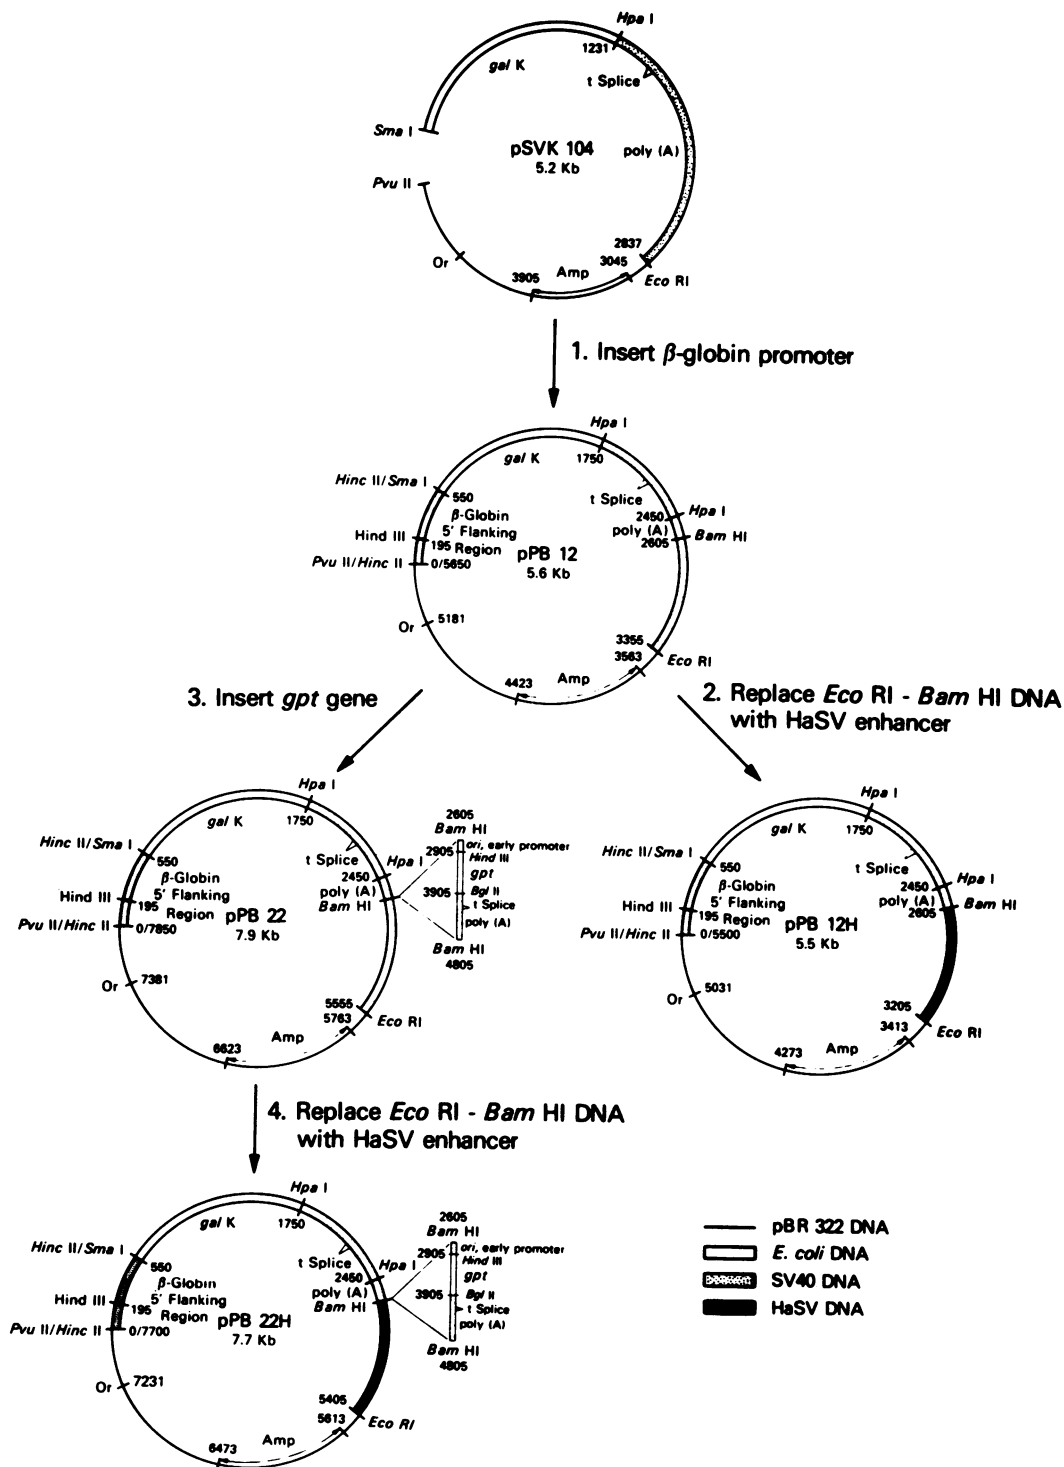 Hpa I
1231
gal K
t Splice
Sma I
pSVK 104
5.2 Kb
poly (A)
Pvu II
Or
2837
3045
Amp
3905
Eco RI
1. Insert β-globin promoter
Hpa I
1750
gal K
Hinc II/Sma I
550
t Splice
β-Globin
5' Flanking
Region
2450
Hpa I
poly (A)
2605
Bam HI
Hind III
195
pPB 12
5.6 Kb
Pvu II/Hinc II
0/5650
Or
5181
3355
3563
Eco RI
Amp
4423
3. Insert gpt gene
2. Replace Eco RI - Bam HI DNA
with HaSV enhancer
Hpa I
1750
gal K
Hinc II/Sma I
550
t Splice
β-Globin
5' Flanking
Region
2450
Hpa I
poly (A)
Bam HI
Hind III
195
pPB 22
7.9 Kb
Pvu II/Hinc II
0/7850
Or
7381
5555
5763
Eco RI
Amp
6623
2605
Bam HI
ori, early promoter
2905
Hind III
gpt
3905
Bgl II
t Splice
poly (A)
Bam HI
4805
Hpa I
1750
gal K
Hinc II/Sma I
550
t Splice
β-Globin
5' Flanking
Region
2450
Hpa I
poly (A)
2605
Bam HI
Hind III
195
pPB 12H
5.5 Kb
Pvu II/Hinc II
0/5500
Or
5031
3205
3413
Eco RI
Amp
4273
4. Replace Eco RI - Bam HI DNA
with HaSV enhancer
Hpa I
1750
gal K
Hinc II/Sma I
550
t Splice
β-Globin
5' Flanking
Region
2450
Hpa I
poly (A)
Bam HI
Hind III
195
pPB 22H
7.7 Kb
Pvu II/Hinc II
0/7700
Or
7231
5405
5613
Eco RI
Amp
6473
2605
Bam HI
ori, early promoter
2905
Hind III
gpt
3905
Bgl II
t Splice
poly (A)
Bam HI
4805
pBR 322 DNA
E. coli DNA
SV40 DNA
HaSV DNA